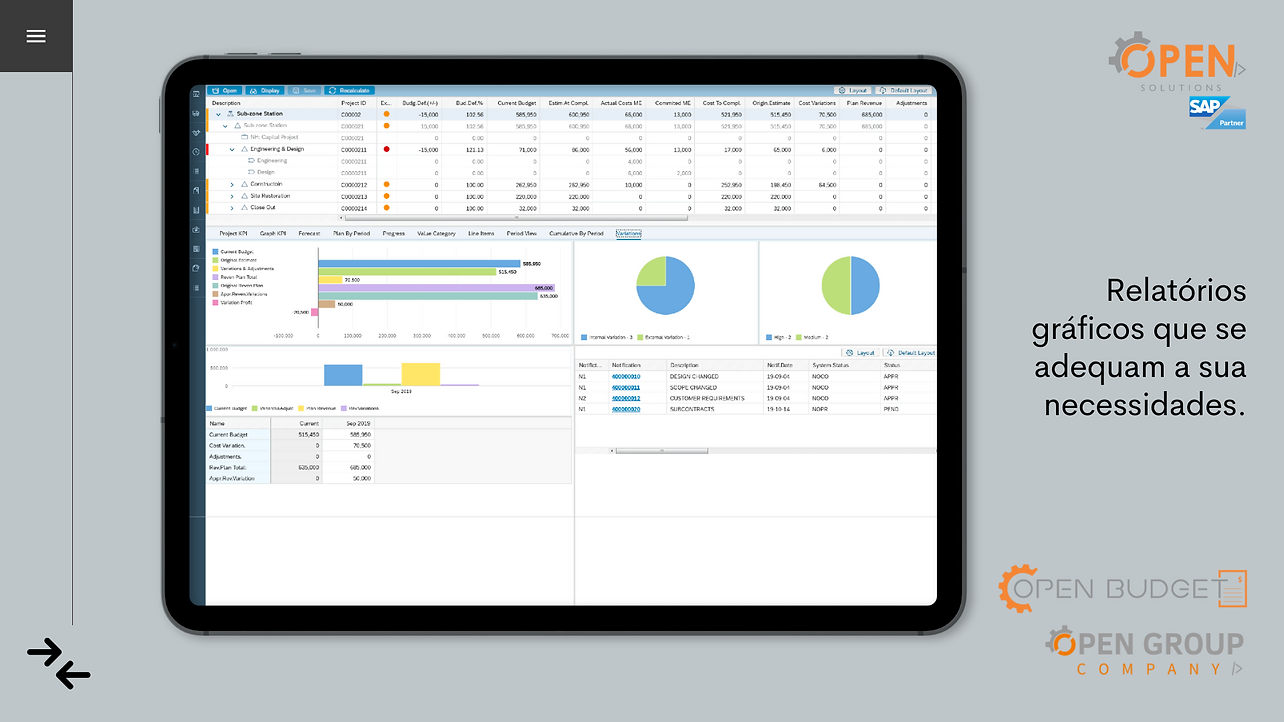 OPEN
SOLUTIONS
SAP
Partner
Open Display Save Recalculate Layout Default Layout
Description Project ID Ex... Budg.Def.(+/-) Bud Def.% Current Budget Estim At Compl. Actual Costs ME Commited ME Cost To Compl. Origin.Estimate Cost Variations Plan Revenue Adjustments
Sub-zone Station C00002 -15,000 102.56 585,950 600,950 66,000 13,000 521,950 515,450 70,500 685,000 0
Sub-zone Station C000021 15,000 102.56 585,950 600,950 66,000 13,000 521,950 515,450 70,500 685,000 0
NH: Capital Project C0000021 0 0.00 0 0 0 0 0 0 0 0 0
Engineering & Design C0000211 -15,000 121.13 71,000 86,000 56,000 13,000 17,000 65,000 6,000 0 0
Engineering C00000211 0 0.00 0 0 4,000 0 0 0 0 0 0
Design C0000211 0 0.00 0 0 2,000 0 0 0 0 0
Constructoin C0000212 0 100.00 262,950 262,950 10,000 0 252,950 198,450 64,500 0 0
Site Restoration C0000213 0 100.00 220,000 220,000 0 0 220,000 220,000 0 0 0
Close Out C0000214 0 100.00 32,000 32,000 0 0 32,000 32,000 0 0 0
Project KPI Graph KPI Forecast Plan By Period Progress Value Category Line Items Period View Cumulative By Period Variations
Current Budget
Original Estimate
Variations & Adjustments
Reven Plan Total
Original Reven Plan
Appr.Reven.Variations
Variation Profit
585,950
515,450
70,500
685,000
635,000
50,000
-20,500
-100,000 0 100,000 200,000 300,000 400,000 500,000 600,000 700,000
Internal Variation - 3 External Variation - 1
High - 2 Medium - 2
1,000,000
500,000
0
Sep 2019
Current Budget Potential Adjust Plan Revenue Rev.Variations
Name Current Sep 2019
Current Budget 515,450 585,950
Cost Variation. 0 70,500
Adjustments. 0 0
Rev.Plan Total. 635,000 685,000
Appr.Rev.Variation 0 50,000
Layout Default Layout
Notificat... Notification Description Notif.Date System Status Status
N1 400000010 DESIGN CHANGED 19-09-04 NOCO APPR
N1 400000011 SCOPE CHANGED 19-09-04 NOCO APPR
N2 400000012 CUSTOMER REQUIREMENTS 19-09-04 NOCO APPR
N1 400000020 SUBCONTRACTS 19-10-14 NOPR PEND
Relatórios
gráficos que se
adequam a sua
necessidades.
OPEN BUDGET
OPEN GROUP
COMPANY